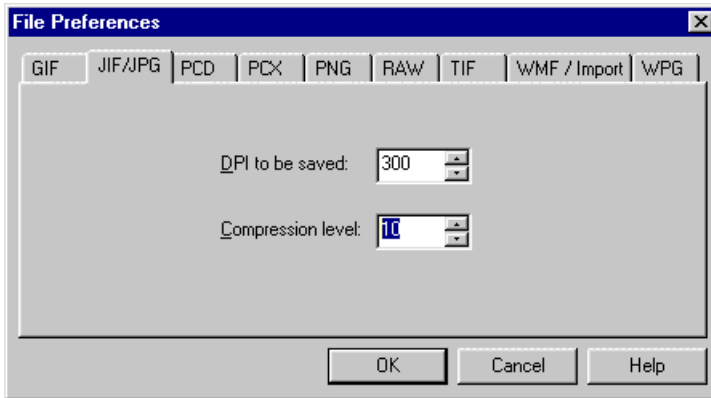 File Preferences
GIF JIF/JPG PCD PCX PNG RAW TIF WMF / Import WPG
DPI to be saved: 300
Compression level: 10
OK Cancel Help